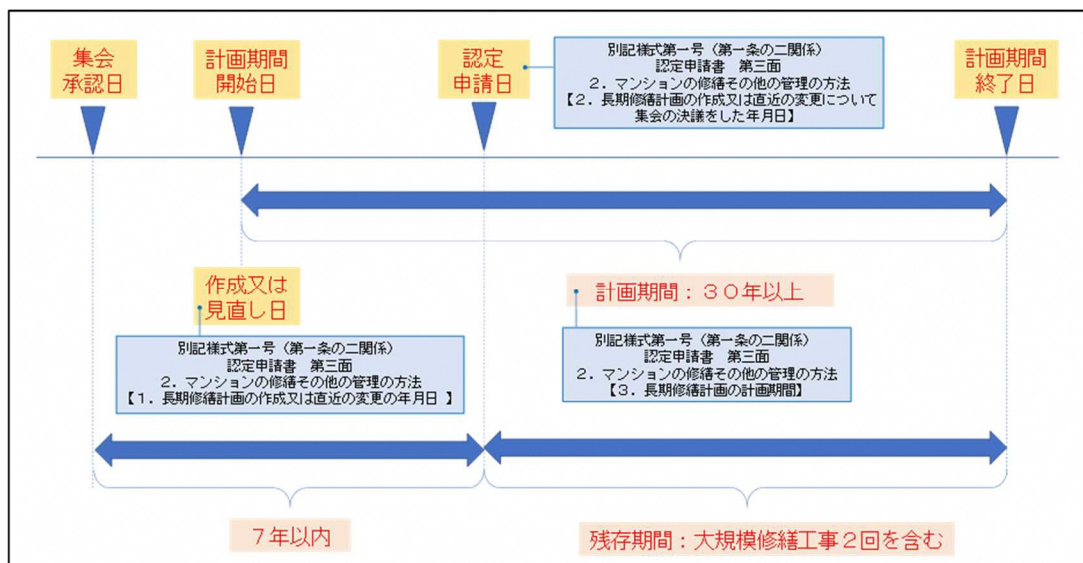 集会
承認日
計画期間
開始日
認定
申請日
別記様式第一号（第一条の二関係）
認定申請書　第三面
２．マンションの修繕その他の管理の方法
【２．長期修繕計画の作成又は直近の変更について
集会の決議をした年月日】
計画期間
終了日
作成又は
見直し日
別記様式第一号（第一条の二関係）
認定申請書　第三面
２．マンションの修繕その他の管理の方法
【１．長期修繕計画の作成又は直近の変更の年月日 】
計画期間：３０年以上
別記様式第一号（第一条の二関係）
認定申請書　第三面
２．マンションの修繕その他の管理の方法
【３．長期修繕計画の計画期間】
７年以内
残存期間：大規模修繕工事２回を含む